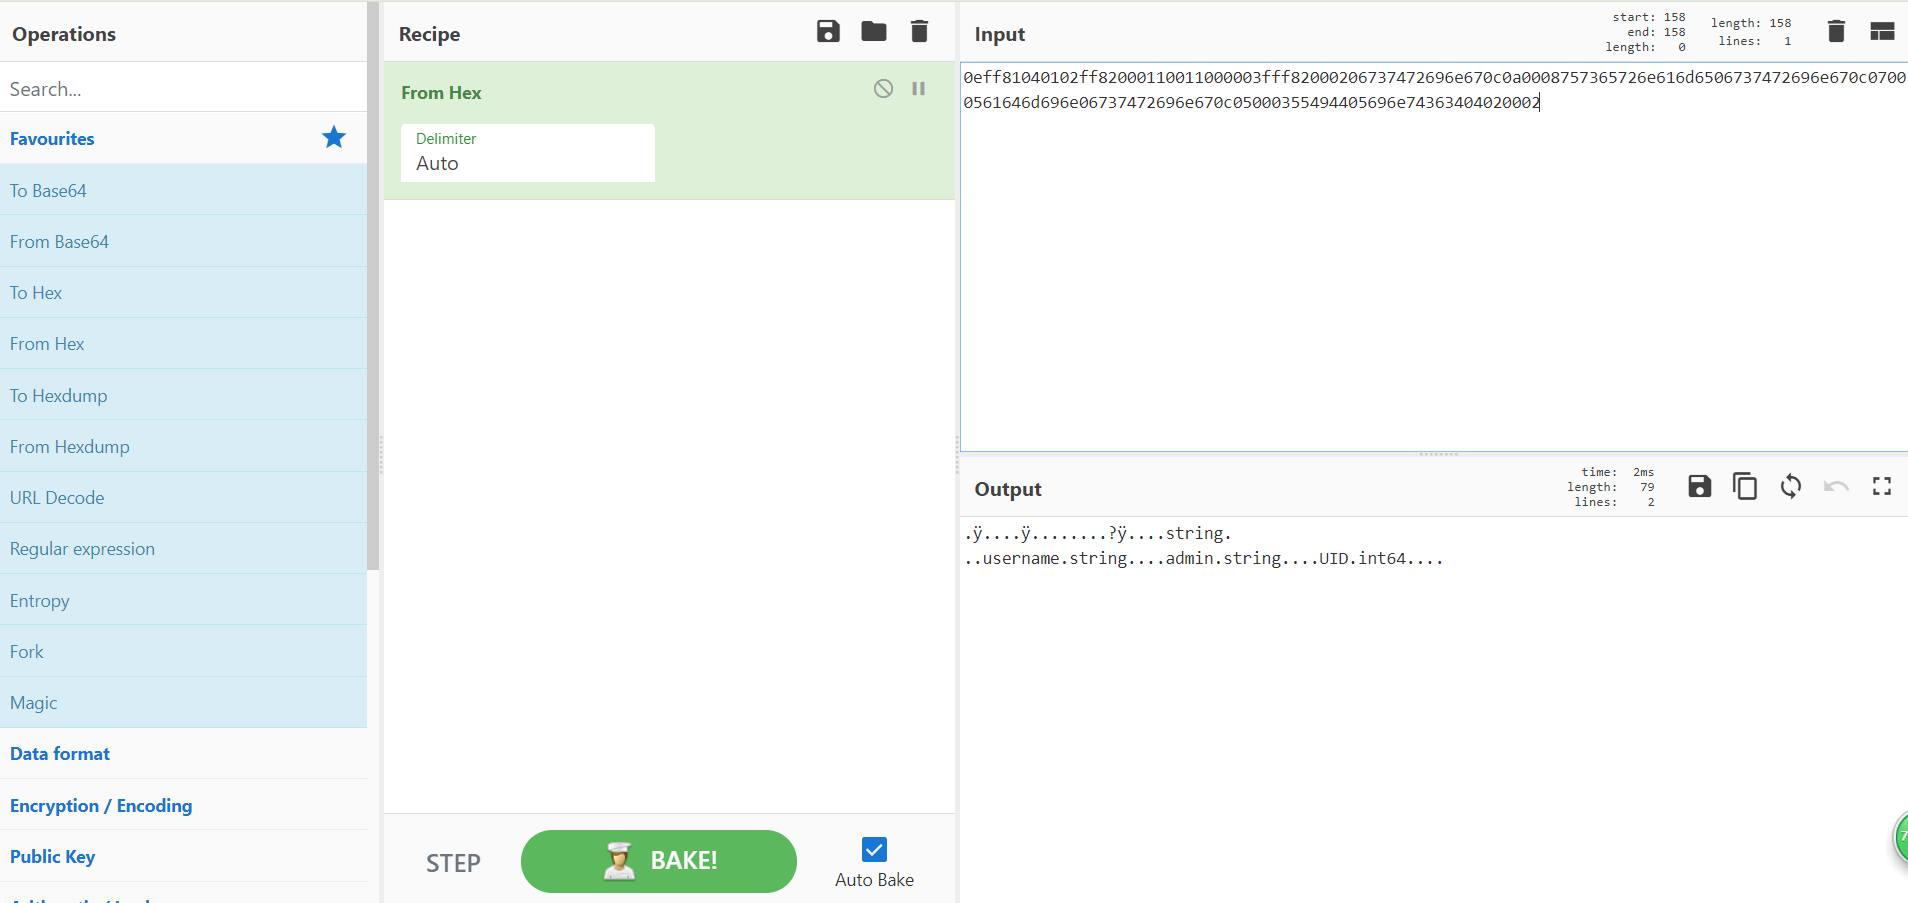 Operations
Search...
Favourites
To Base64
From Base64
To Hex
From Hex
To Hexdump
From Hexdump
URL Decode
Regular expression
Entropy
Fork
Magic
Data format
Encryption / Encoding
Public Key
Recipe
From Hex
Delimiter
Auto
STEP
BAKE!
Auto Bake
Input
start: 158
end: 158
length: 0
length: 158
lines: 1
0eff81040102ff82000110011000003fff82000206737472696e670c0a0008757365726e616d6506737472696e670c0700
0561646d696e06737472696e670c05000355494405696e74363404020002
Output
time: 2ms
length: 79
lines: 2
.ÿ....ÿ........?ÿ....string.
..username.string....admin.string....UID.int64....
7